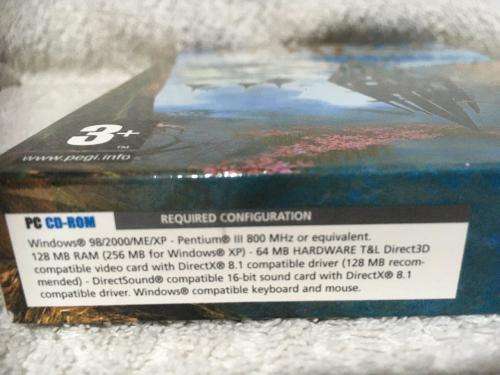 3+
TM
www.pegi.info
PC CD-ROM
REQUIRED CONFIGURATION
Windows® 98/2000/ME/XP - Pentium® III 800 MHz or equivalent.
128 MB RAM (256 MB for Windows® XP) - 64 MB HARDWARE T&L Direct3D
compatible video card with DirectX® 8.1 compatible driver (128 MB recom-
mended) - DirectSound® compatible 16-bit sound card with DirectX® 8.1
compatible driver. Windows® compatible keyboard and mouse.